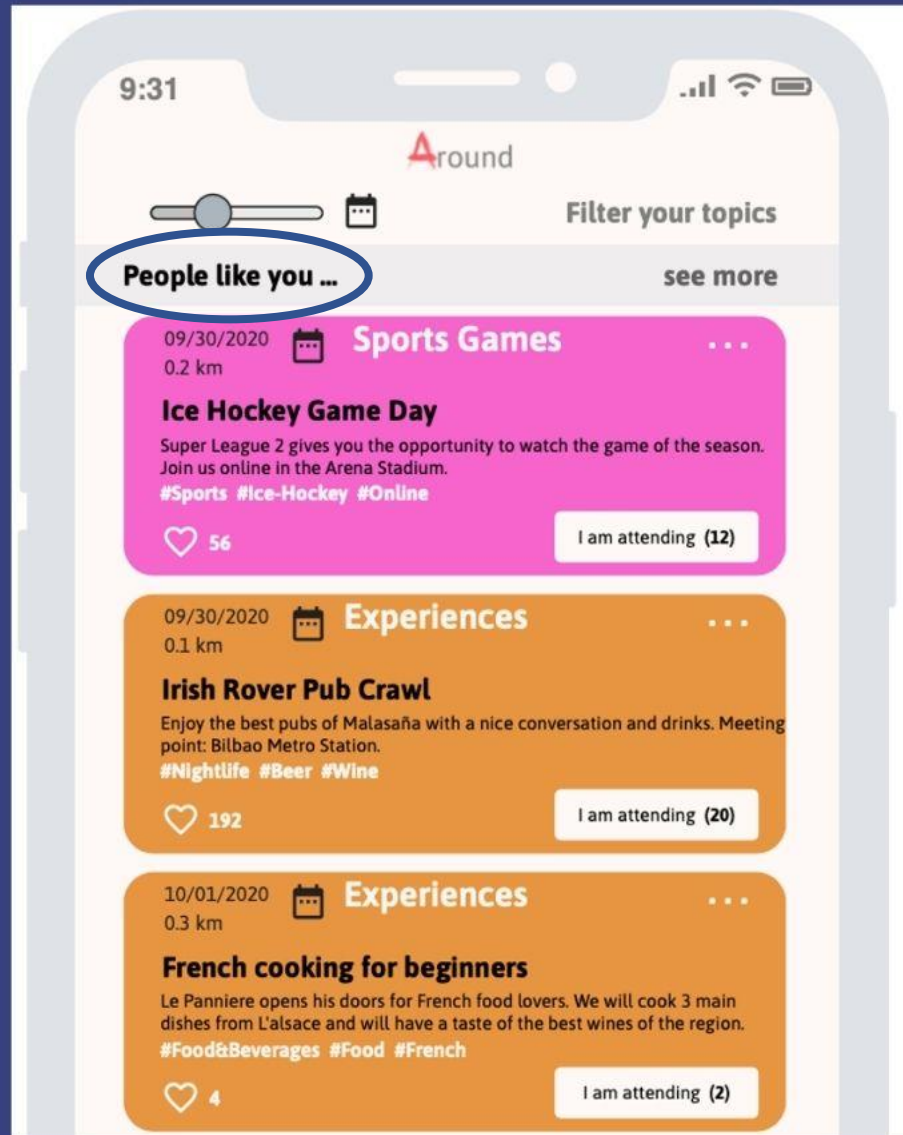 9:31
Around
Filter your topics
People like you ...
see more
09/30/2020
Sports Games
...
0.2 km
Ice Hockey Game Day
Super League 2 gives you the opportunity to watch the game of the season.
Join us online in the Arena Stadium.
#Sports #Ice-Hockey #Online
56
I am attending (12)
09/30/2020
Experiences
...
0.1 km
Irish Rover Pub Crawl
Enjoy the best pubs of Malasaña with a nice conversation and drinks. Meeting
point: Bilbao Metro Station.
#Nightlife #Beer #Wine
192
I am attending (20)
10/01/2020
Experiences
...
0.3 km
French cooking for beginners
Le Panniere opens his doors for French food lovers. We will cook 3 main
dishes from L'alsace and will have a taste of the best wines of the region.
#Food&Beverages #Food #French
4
I am attending (2)